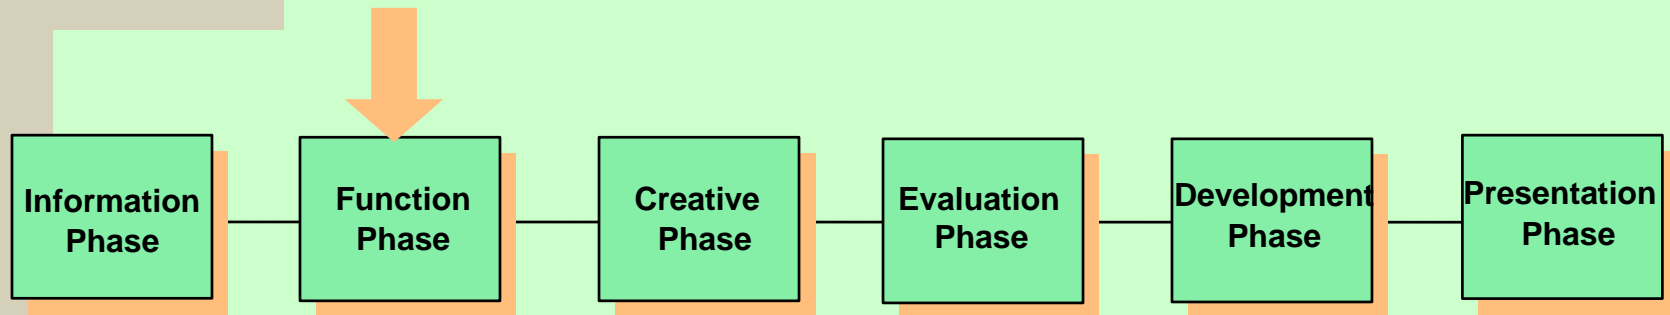 Information
Phase
Function
Phase
Creative
Phase
Evaluation
Phase
Development
Phase
Presentation
Phase